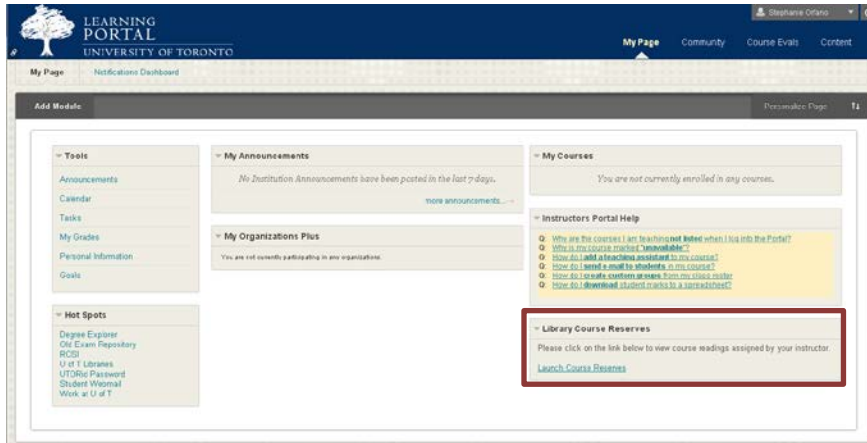 Stephanie Orfano
LEARNING
PORTAL
UNIVERSITY OF TORONTO
My Page Community Course Evals Content
My Page Notifications Dashboard
Add Module Personalize Page
Tools
Announcements
Calendar
Tasks
My Grades
Personal Information
Goals
Hot Spots
Degree Explorer
Old Exam Repository
ROSI
U of T Libraries
UTORid Password
Student Webmail
Work at U of T
My Announcements
No Institution Announcements have been posted in the last 7 days.
more announcements...→
My Organizations Plus
You are not currently participating in any organizations.
My Courses
You are not currently enrolled in any courses.
Instructors Portal Help
Q: Why are the courses I am teaching not listed when I log into the Portal?
Q: Why is my course marked "unavailable"?
Q: How do I add a teaching assistant to my course?
Q: How do I send e-mail to students in my course?
Q: How do I create custom groups from my class roster
Q: How do I download student marks to a spreadsheet?
Library Course Reserves
Please click on the link below to view course readings assigned by your instructor.
Launch Course Reserves